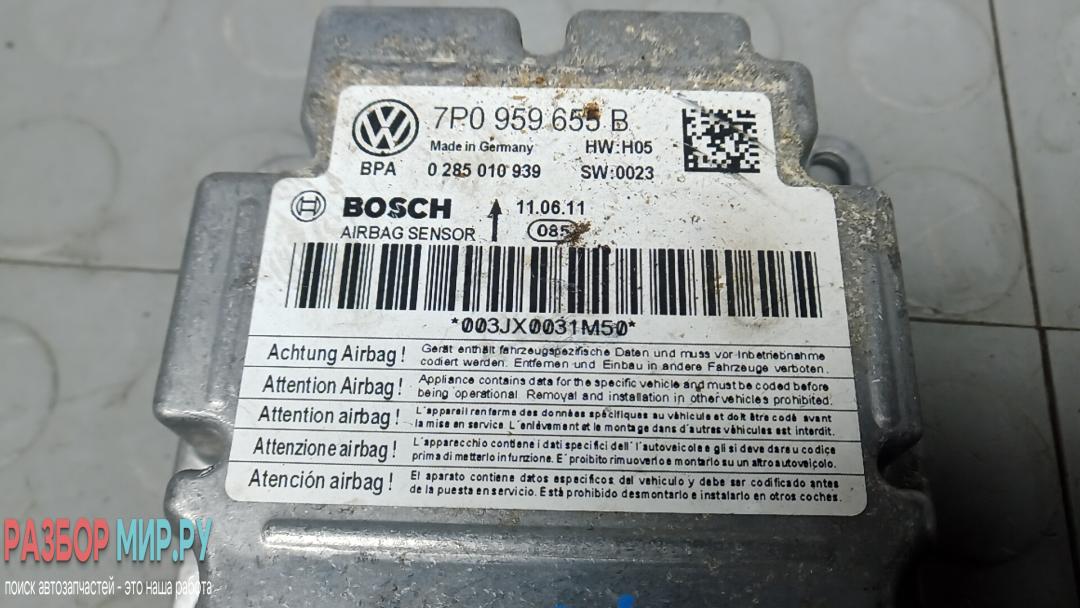 7P0 959 655 B
Made in Germany HW:H05
BPA 0 285 010 939 SW:0023
BOSCH 11.06.11
AIRBAG SENSOR 085
*003JX0031M50*
Achtung Airbag! Gerät enthält fahrzeugspezifische Daten und muss vor Inbetriebnahme
codiert werden. Entfernen und Einbau in andere Fahrzeuge verboten.
Attention Airbag! Appliance contains data for the specific vehicle and must be coded before
being operational Removal and installation in other vehicles prohibited.
Attention airbag! L'appareil renferme des données spécifiques au véhicule et doit être codé avant
la mise en service. L'enlèvement et le montage dans d'autres véhicules est interdit.
Attenzione airbag! L'apparecchio contiene i dati specifici dell'autoveicolo e gli si deve dare u codice
prima di metterlo in funzione. E' proibito rimuoverlo e montarlo su un altro autoveicolo.
Atención airbag! El aparato contiene datos específicos del vehículo y debe ser codificado antes
de la puesta en servicio. Está prohibido desmontarlo e instalarlo en otros coches.
РАЗБОР МИР.РУ
поиск автозапчастей - это наша работа